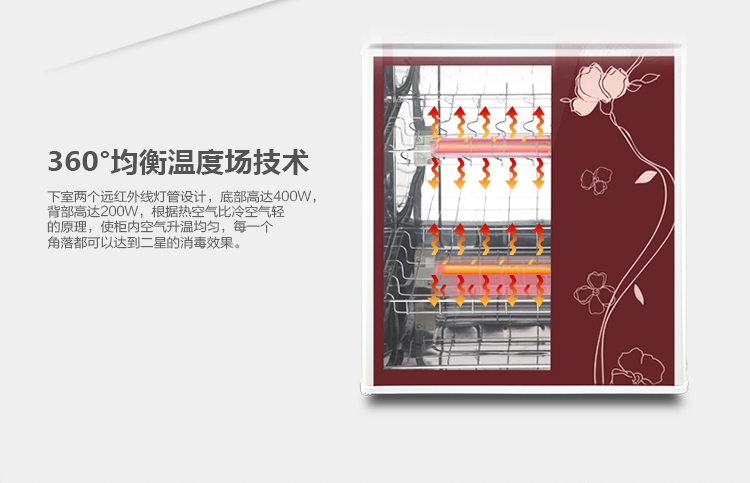 360°均衡温度场技术
下室两个远红外线灯管设计，底部高达400W，
背部高达200W，根据热空气比冷空气轻
的原理，使柜内空气升温均匀，每一个
角落都可以达到二星的消毒效果。